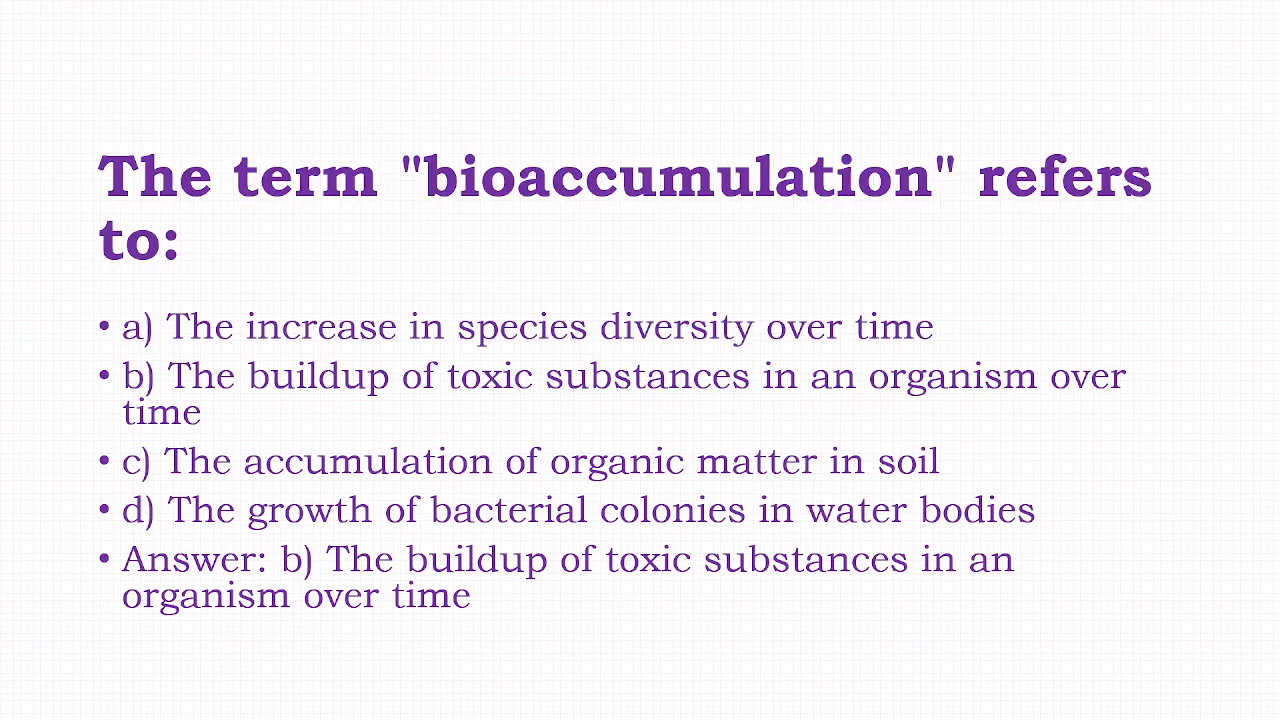 The term "bioaccumulation" refers
to:
• a) The increase in species diversity over time
• b) The buildup of toxic substances in an organism over
time
• c) The accumulation of organic matter in soil
• d) The growth of bacterial colonies in water bodies
• Answer: b) The buildup of toxic substances in an
organism over time